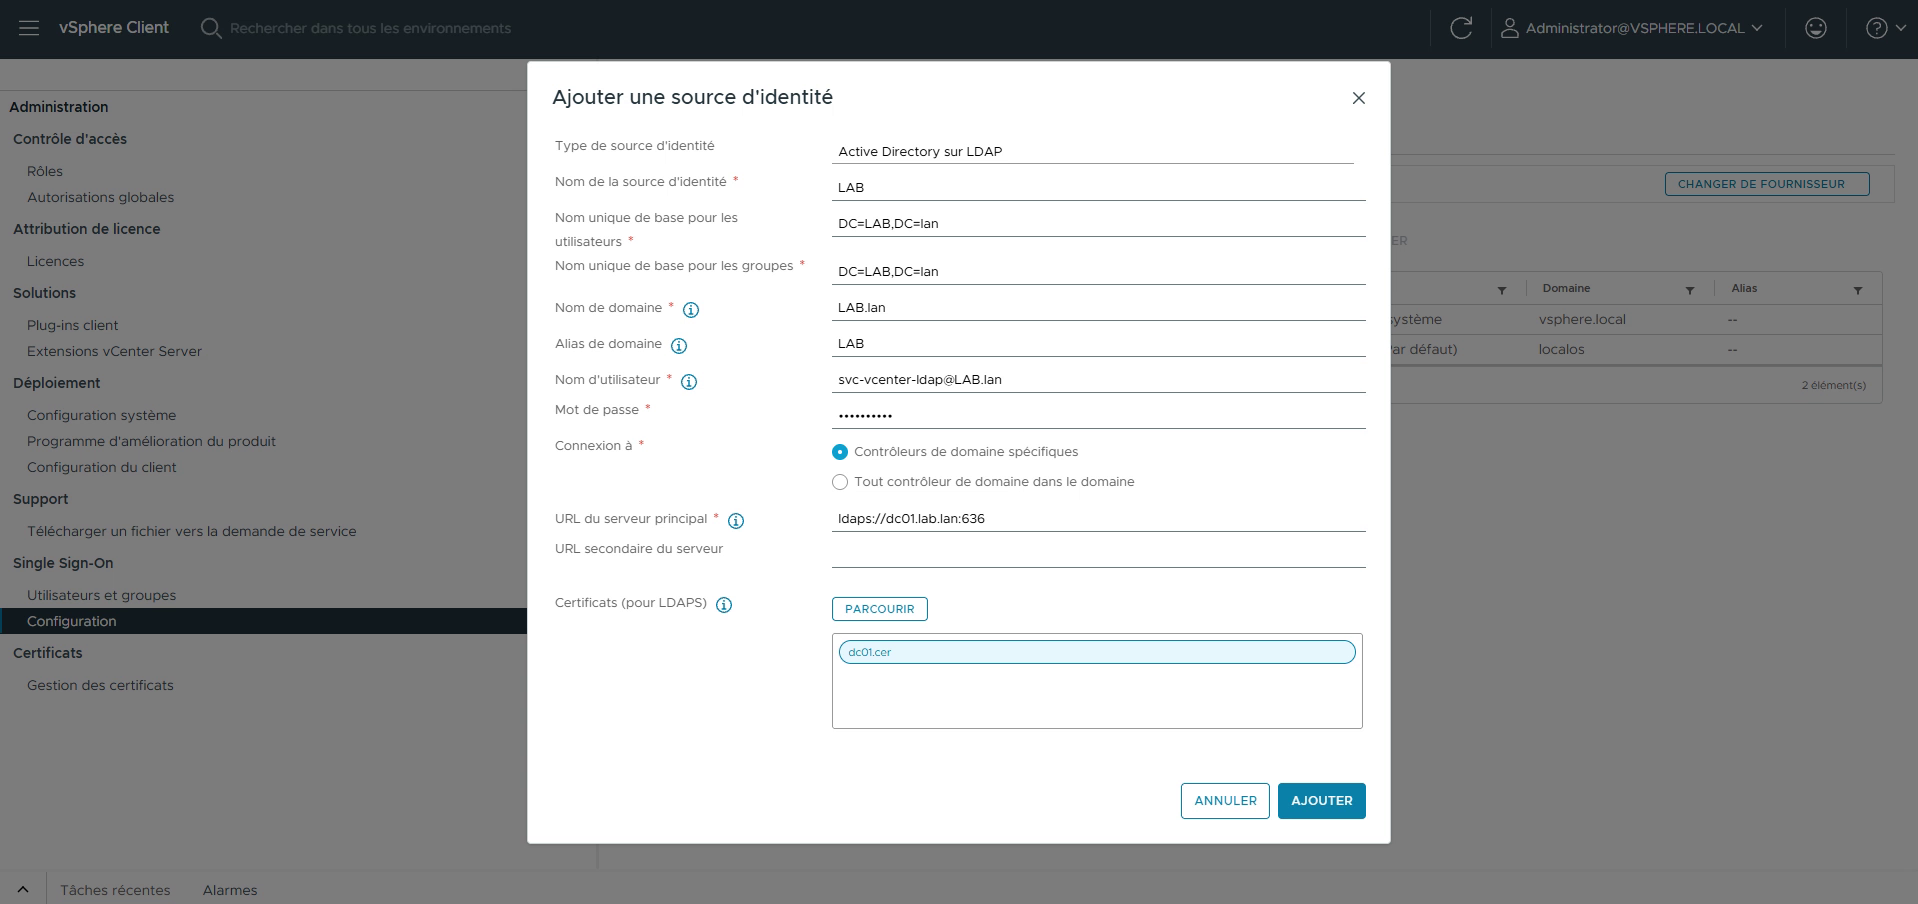 vSphere Client
Rechercher dans tous les environnements
Administrator@VSPHERE.LOCAL
Administration
Contrôle d'accès
Rôles
Autorisations globales
Attribution de licence
Licences
Solutions
Plug-ins client
Extensions vCenter Server
Déploiement
Configuration système
Programme d'amélioration du produit
Configuration du client
Support
Télécharger un fichier vers la demande de service
Single Sign-On
Utilisateurs et groupes
Configuration
Certificats
Gestion des certificats
Ajouter une source d'identité
Type de source d'identité
Active Directory sur LDAP
Nom de la source d'identité *
LAB
Nom unique de base pour les
utilisateurs *
DC=LAB,DC=lan
Nom unique de base pour les groupes *
DC=LAB,DC=lan
Nom de domaine *
LAB.lan
Alias de domaine
LAB
Nom d'utilisateur *
svc-vcenter-ldap@LAB.lan
Mot de passe *
••••••••••
Connexion à *
Contrôleurs de domaine spécifiques
Tout contrôleur de domaine dans le domaine
URL du serveur principal *
ldaps://dc01.lab.lan:636
URL secondaire du serveur
Certificats (pour LDAPS)
PARCOURIR
dc01.cer
ANNULER
AJOUTER
CHANGER DE FOURNISSEUR
ER
Domaine
Alias
système
vsphere.local
--
ar défaut)
localos
--
2 élément(s)
Tâches récentes
Alarmes